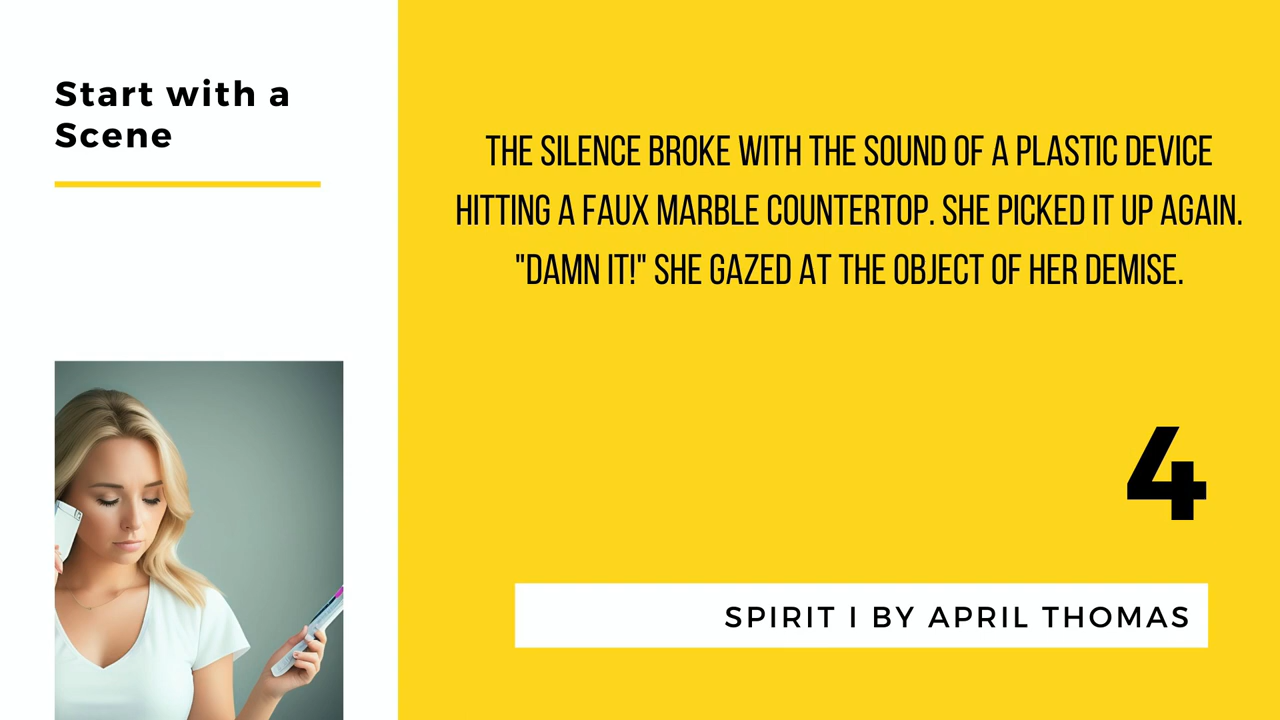 Start with a
Scene
THE SILENCE BROKE WITH THE SOUND OF A PLASTIC DEVICE
HITTING A FAUX MARBLE COUNTERTOP. SHE PICKED IT UP AGAIN.
"DAMN IT!" SHE GAZED AT THE OBJECT OF HER DEMISE.
4
SPIRIT I BY APRIL THOMAS